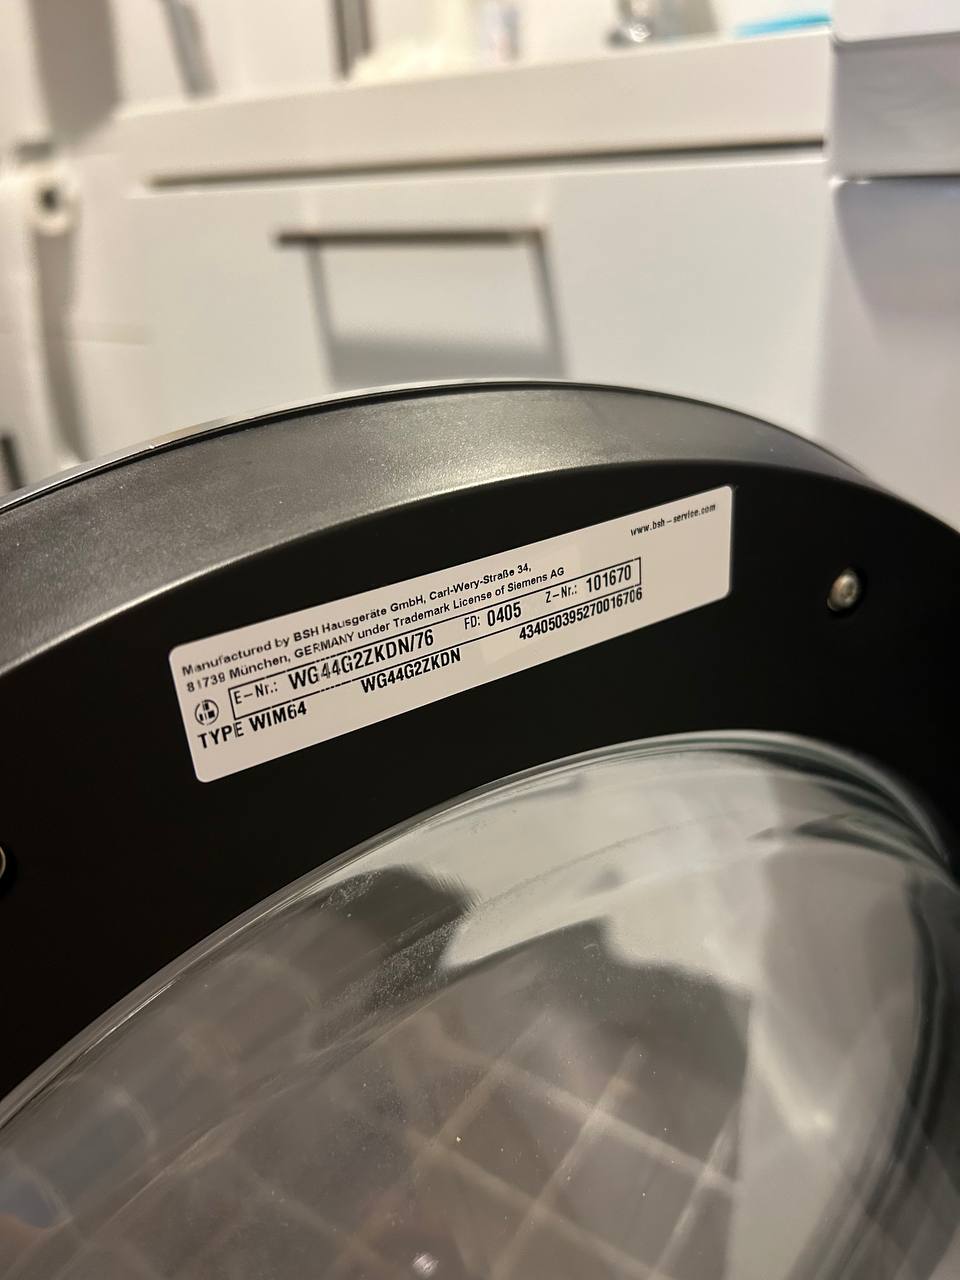 www.bsh-service.com
Manufactured by BSH Hausgeräte GmbH, Carl-Wery-Straße 34,
81739 München, GERMANY under Trademark License of Siemens AG
E-Nr.: WG44G2ZKDN/76 FD: 0405 Z-Nr.: 101670
TYPE WIM64 WG44G2ZKDN 434050395270016706